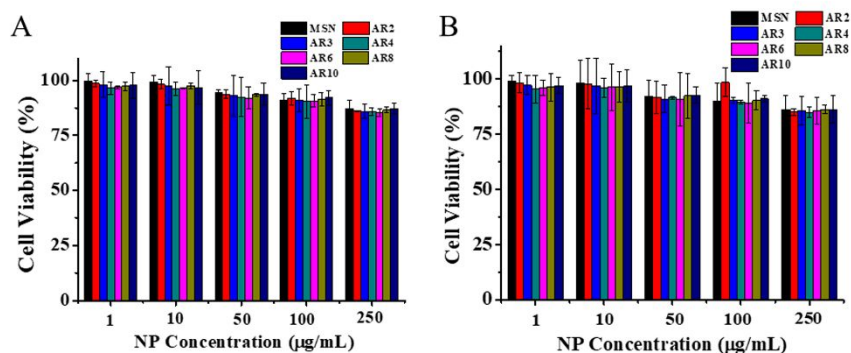 A
MSN AR2
AR3 AR4
AR6 AR8
AR10
100
75
50
25
0
Cell Viability (%)
1 10 50 100 250
NP Concentration (µg/mL)
B
MSN AR2
AR3 AR4
AR6 AR8
AR10
100
75
50
25
0
Cell Viability (%)
1 10 50 100 250
NP Concentration (µg/mL)